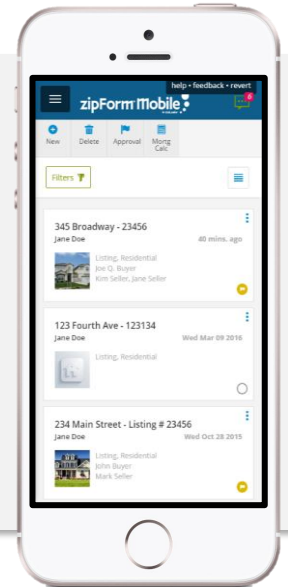 help • feedback • revert
zipForm Mobile
6
New
Delete
Approval
Mortg Calc
Filters
345 Broadway - 23456
Jane Doe
40 mins. ago
Listing, Residential
Joe Q. Buyer
Kim Seller, Jane Seller
123 Fourth Ave - 123134
Jane Doe
Wed Mar 09 2016
Listing, Residential
234 Main Street - Listing # 23456
Jane Doe
Wed Oct 28 2015
Listing, Residential
John Buyer
Mark Seller